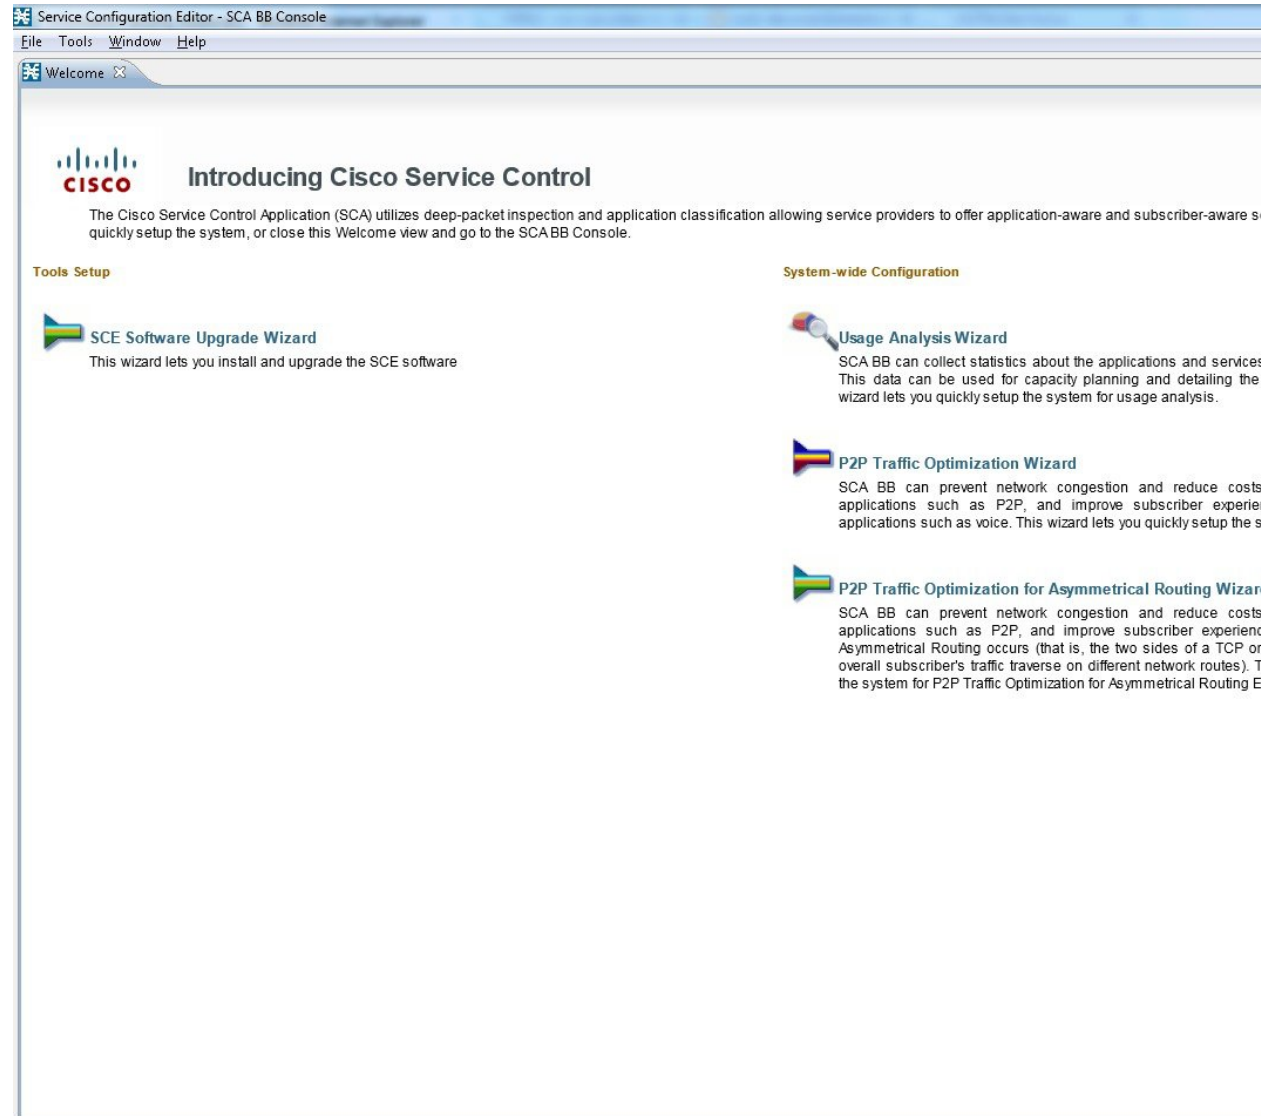 Service Configuration Editor - SCA BB Console
File Tools Window Help
Welcome
CISCO
Introducing Cisco Service Control
The Cisco Service Control Application (SCA) utilizes deep-packet inspection and application classification allowing service providers to offer application-aware and subscriber-aware s
quickly setup the system, or close this Welcome view and go to the SCA BB Console.
Tools Setup
SCE Software Upgrade Wizard
This wizard lets you install and upgrade the SCE software
System-wide Configuration
Usage Analysis Wizard
SCA BB can collect statistics about the applications and services
This data can be used for capacity planning and detailing the
wizard lets you quickly setup the system for usage analysis.
P2P Traffic Optimization Wizard
SCA BB can prevent network congestion and reduce costs
applications such as P2P, and improve subscriber experie
applications such as voice. This wizard lets you quickly setup the s
P2P Traffic Optimization for Asymmetrical Routing Wizar
SCA BB can prevent network congestion and reduce costs
applications such as P2P, and improve subscriber experienc
Asymmetrical Routing occurs (that is, the two sides of a TCP or
overall subscriber's traffic traverse on different network routes). T
the system for P2P Traffic Optimization for Asymmetrical Routing E